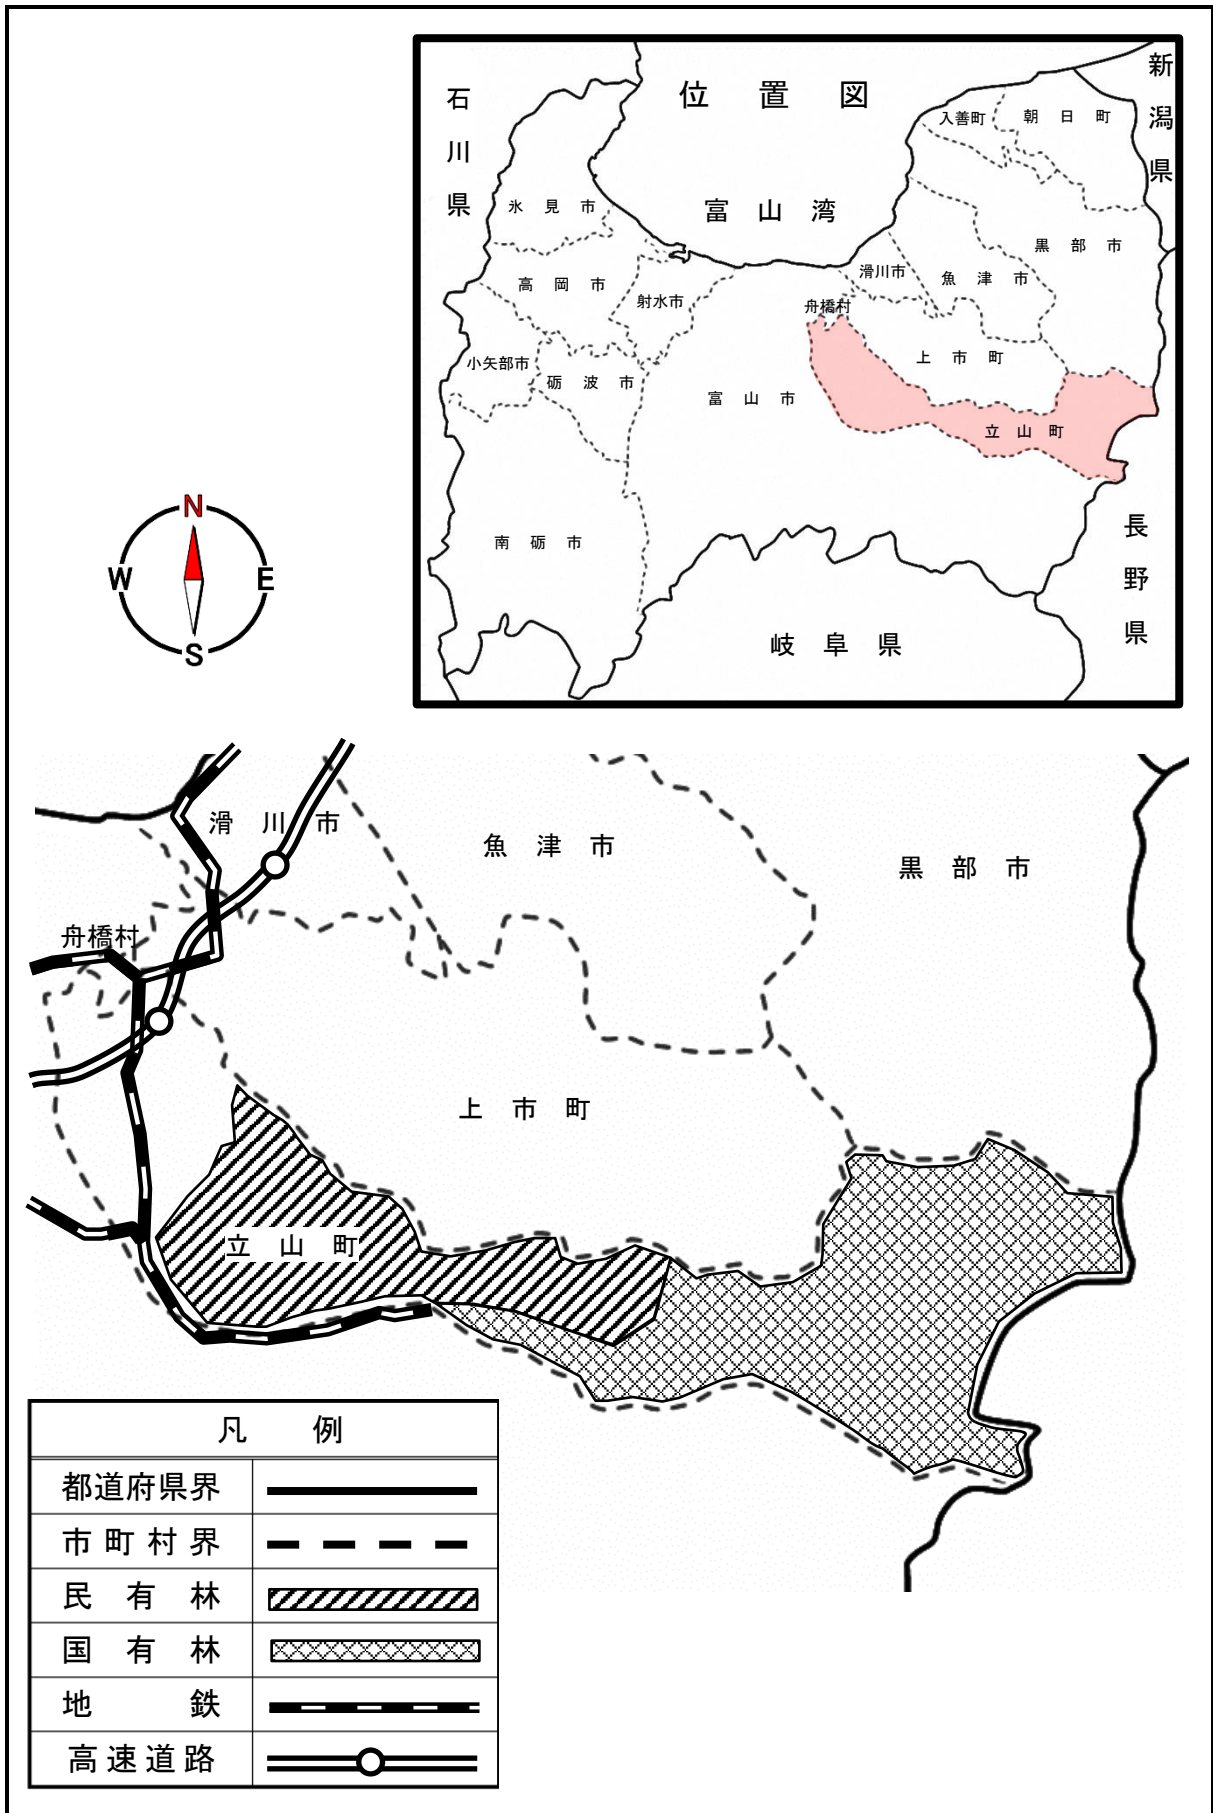 位置図
石川県
新潟県
入善町
朝日町
氷見市
富山湾
黒部市
高岡市
射水市
滑川市
魚津市
舟橋村
小矢部市
砺波市
上市町
富山市
立山町
南砺市
長野県
岐阜県
N
W
E
S
滑川市
魚津市
黒部市
舟橋村
上市町
立山町
凡例
都道府県界
市町村界
民有林
国有林
地鉄
高速道路